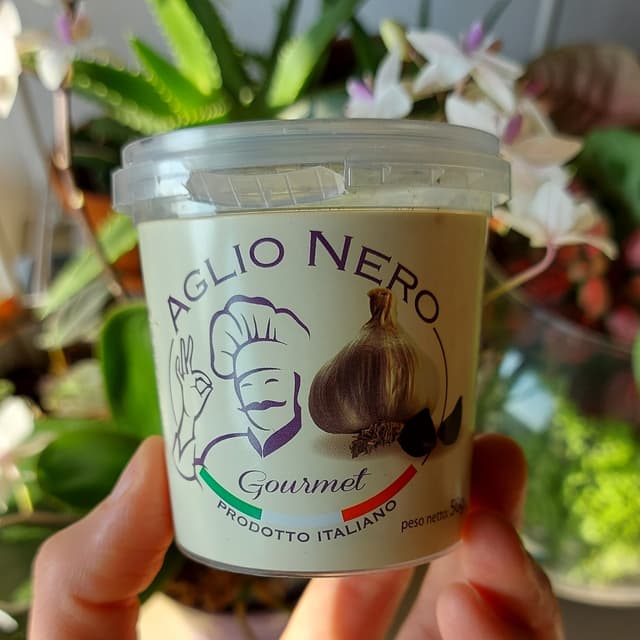 AGLIO NERO
Gourmet
PRODOTTO ITALIANO
peso netto: